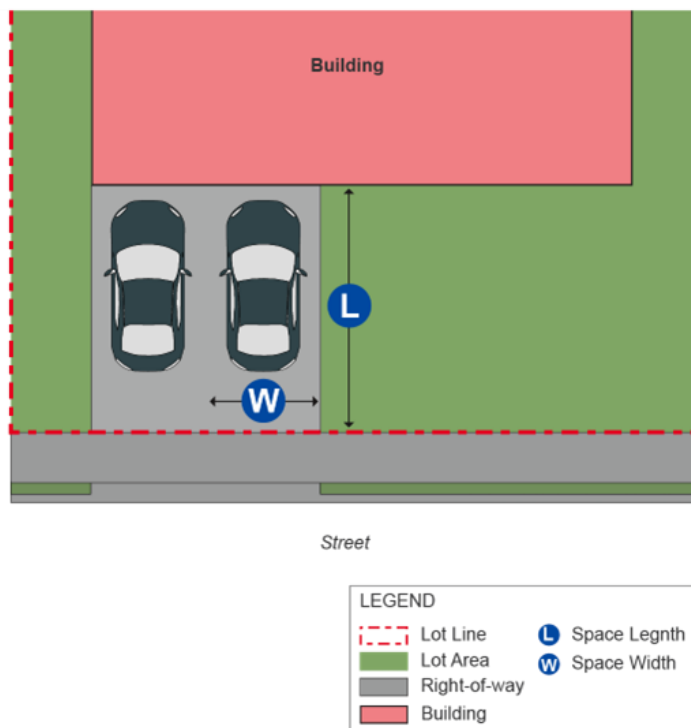 Building
L
W
Street
LEGEND
Lot Line
L Space Legnth
Lot Area
W Space Width
Right-of-way
Building